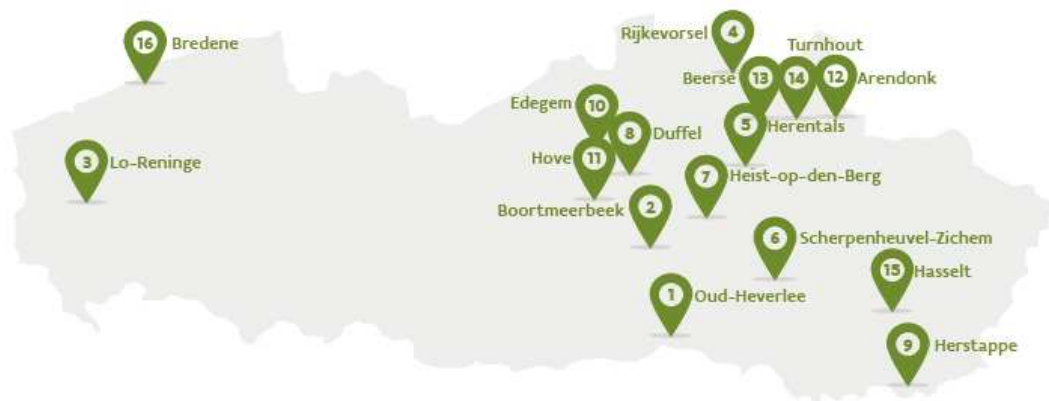 16 Bredene
Rijkevorsel 4
Turnhout
Beerse 13 14 12 Arendonk
Edegem 10
8 Duffel
5 Herentals
3 Lo-Reninge
Hove 11
7 Heist-op-den-Berg
Boortmeerbeek 2
6 Scherpenheuvel-Zichem
15 Hasselt
1 Oud-Heverlee
9 Herstappe